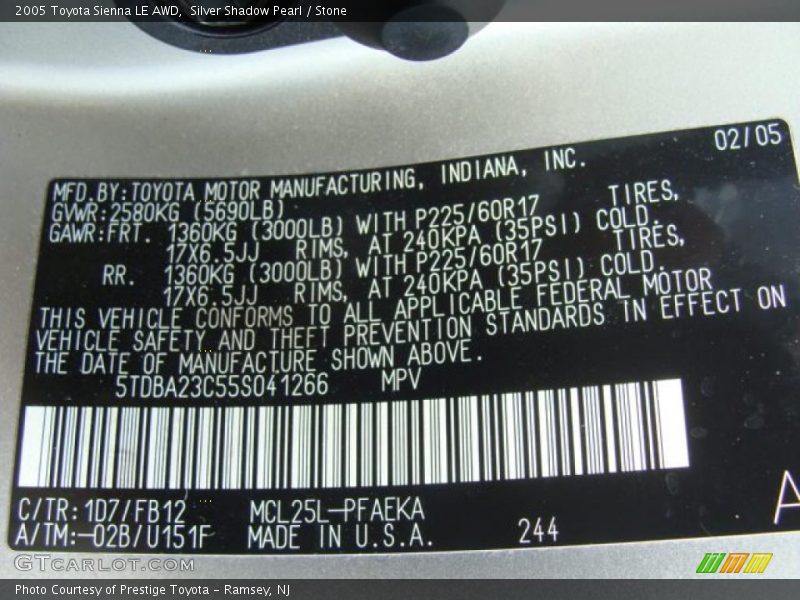 2005 Toyota Sienna LE AWD,  Silver Shadow Pearl / Stone
02/05
MFD.BY:TOYOTA MOTOR MANUFACTURING, INDIANA, INC.
GVWR:2580KG (5690LB)
GAWR:FRT. 1360KG (3000LB) WITH P225/60R17 TIRES,
17X6.5JJ RIMS, AT 240KPA (35PSI) COLD.
RR. 1360KG (3000LB) WITH P225/60R17 TIRES,
17X6.5JJ RIMS, AT 240KPA (35PSI) COLD.
THIS VEHICLE CONFORMS TO ALL APPLICABLE FEDERAL MOTOR
VEHICLE SAFETY AND THEFT PREVENTION STANDARDS IN EFFECT ON
THE DATE OF MANUFACTURE SHOWN ABOVE.
5TDBA23C55S041266 MPV
C/TR: 1D7/FB12 MCL25L-PFAEKA
A/TM:-02B/U151F MADE IN U.S.A. 244
A
GTCARLOT.COM
Photo Courtesy of Prestige Toyota - Ramsey, NJ